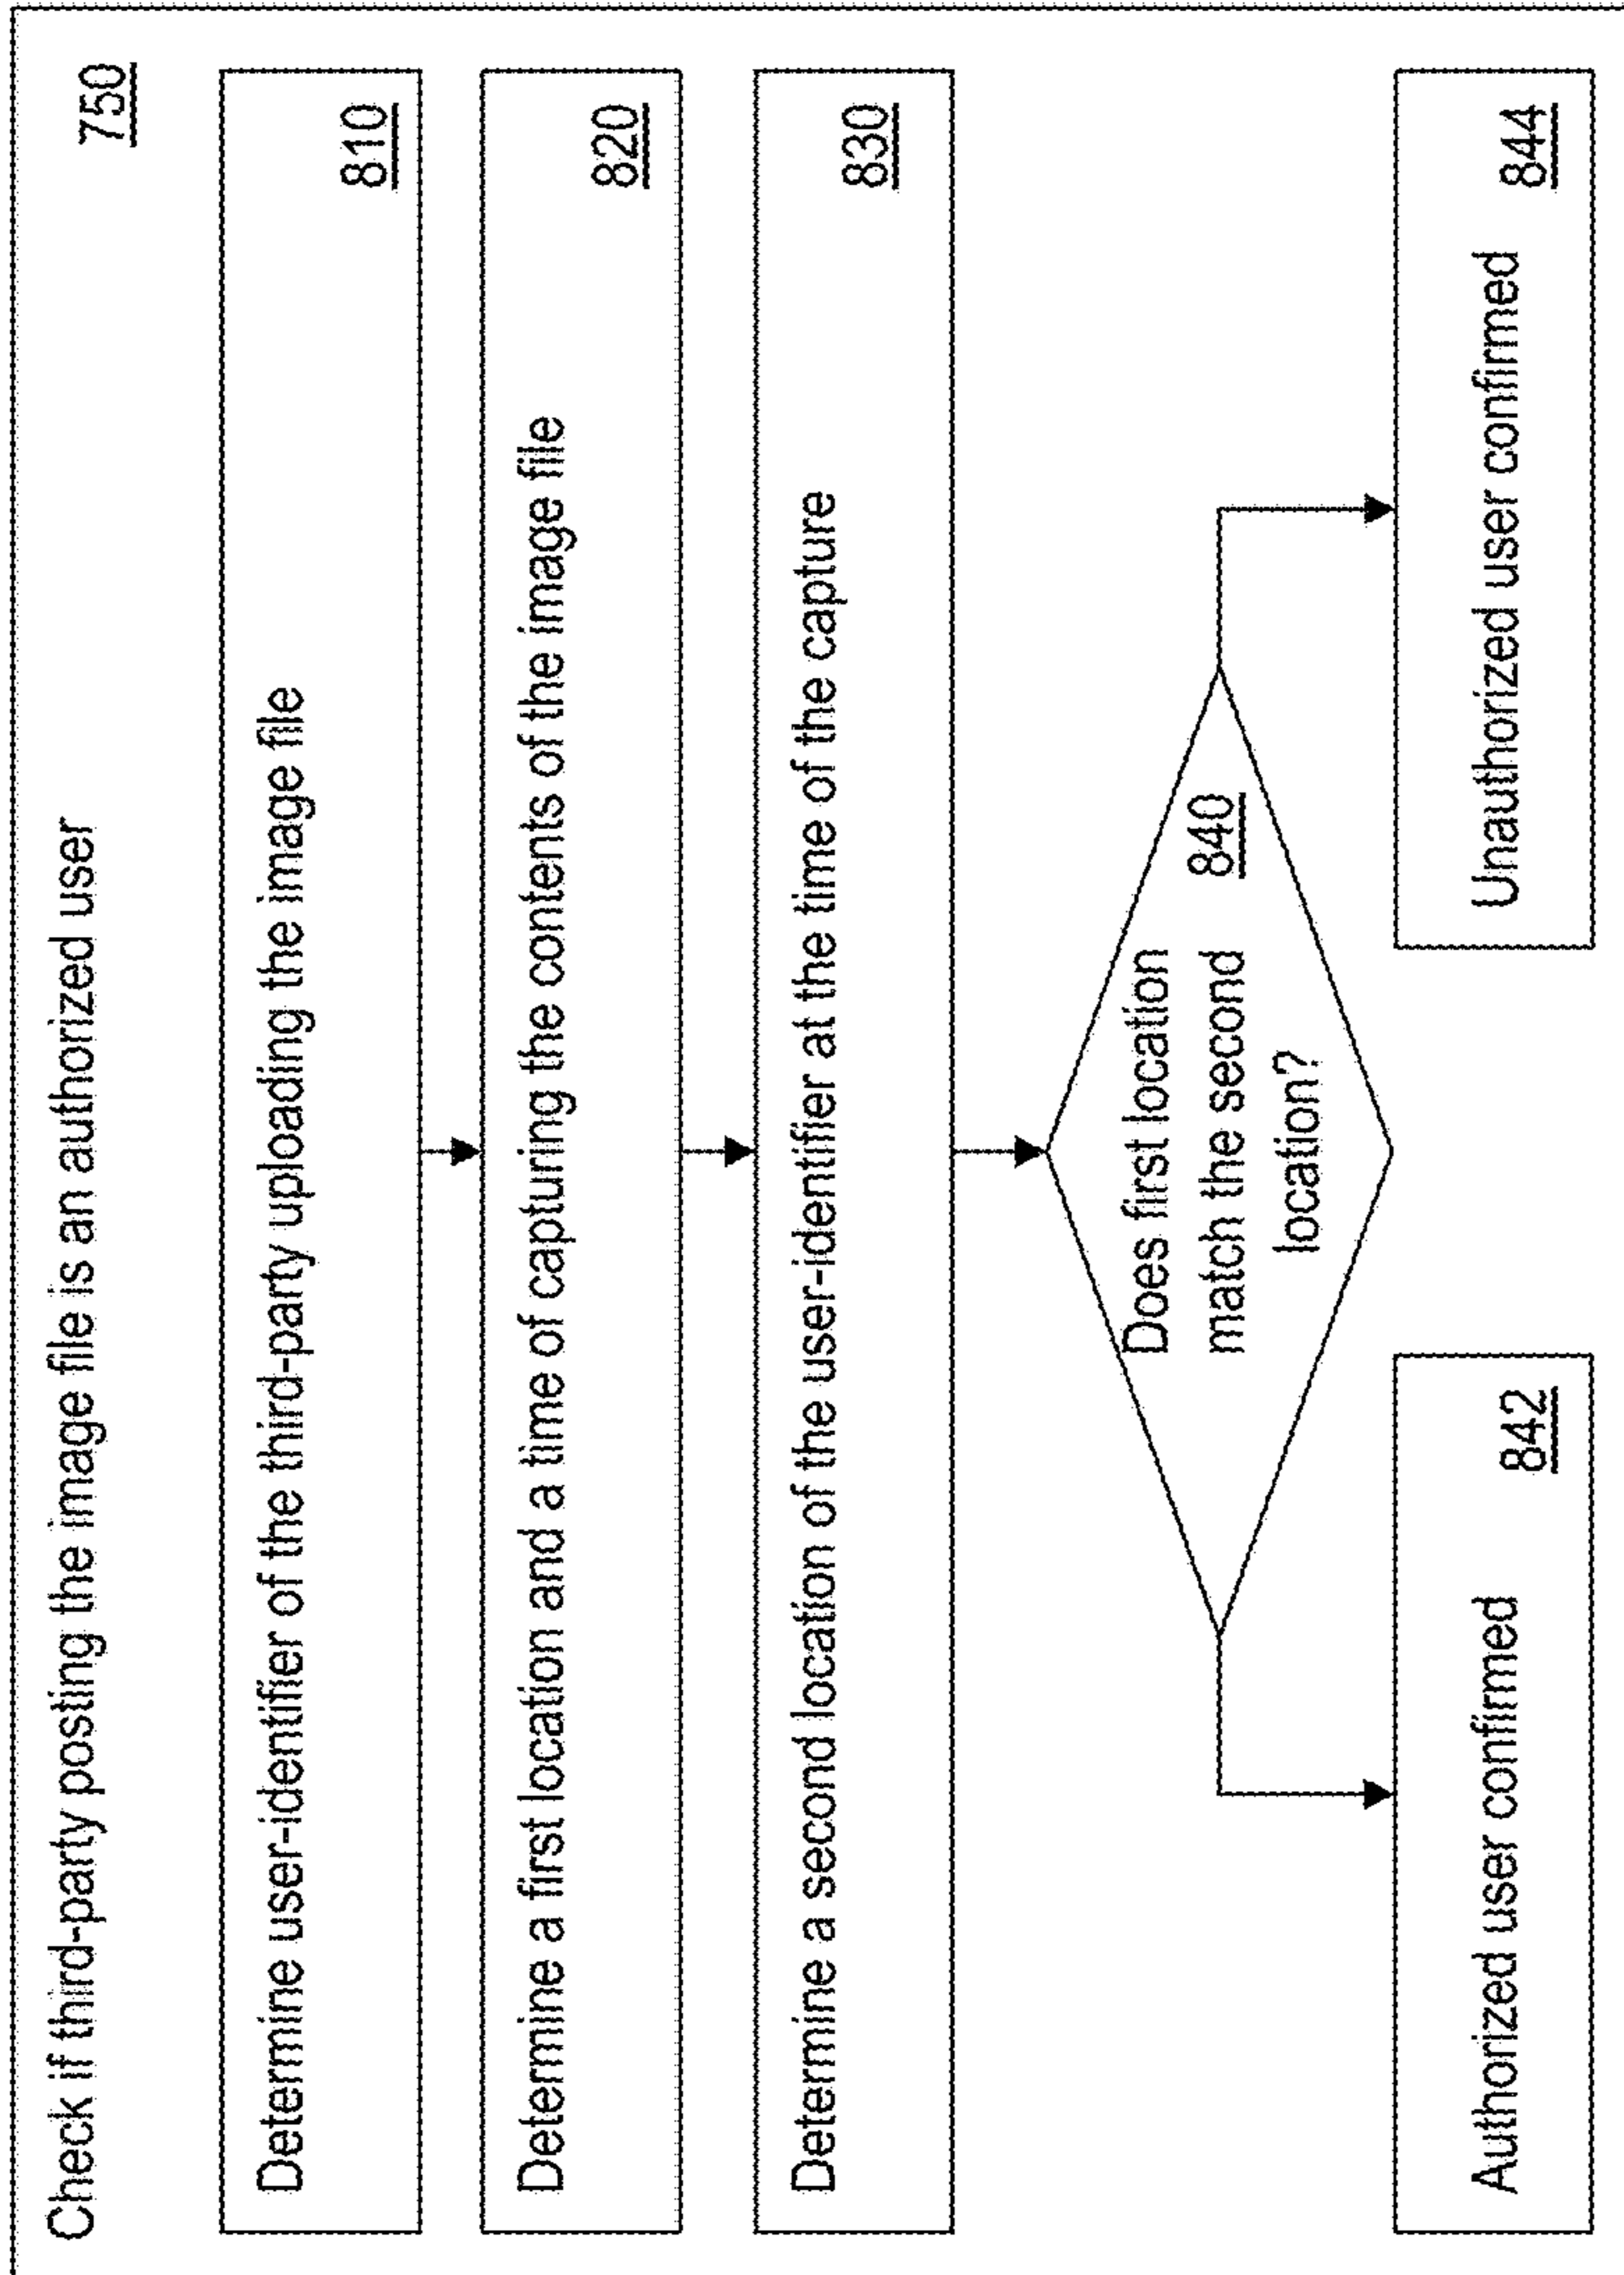 Check if third-party posting the image file is an authorized user
750
Determine user-identifier of the third-party uploading the image file
810
Determine a first location and a time of capturing the contents of the image file
820
Determine a second location of the user-identifier at the time of the capture
830
Does first location
match the second
location?
840
Authorized user confirmed
842
Unauthorized user confirmed
844